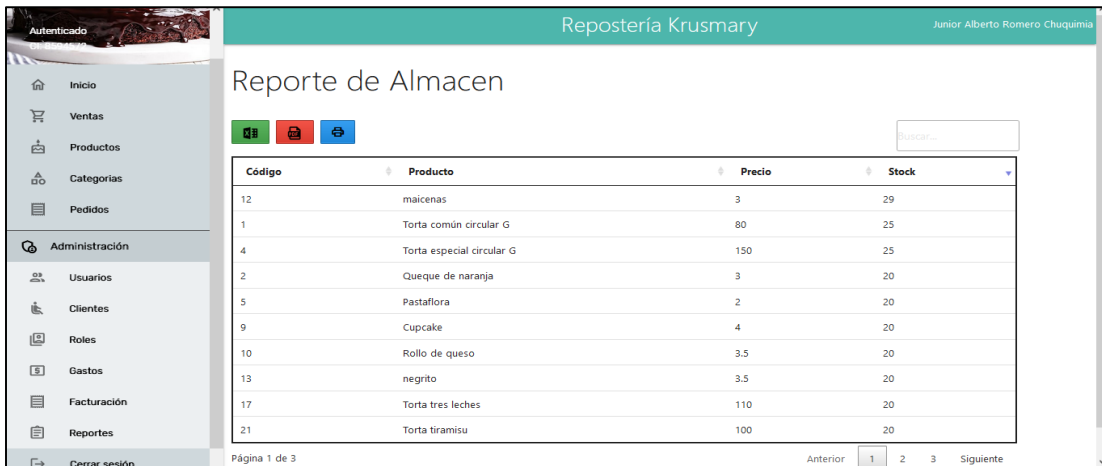 Autenticado
Repostería Krusmary
Junior Alberto Romero Chuquimia
Inicio
Ventas
Productos
Categorias
Pedidos
Administración
Usuarios
Clientes
Roles
Gastos
Facturación
Reportes
Cerrar sesión
Reporte de Almacen
Buscar...
Código Producto Precio Stock
12 maicenas 3 29
1 Torta común circular G 80 25
4 Torta especial circular G 150 25
2 Queque de naranja 3 20
5 Pastaflora 2 20
9 Cupcake 4 20
10 Rollo de queso 3.5 20
13 negrito 3.5 20
17 Torta tres leches 110 20
21 Torta tiramisu 100 20
Página 1 de 3
Anterior 1 2 3 Siguiente